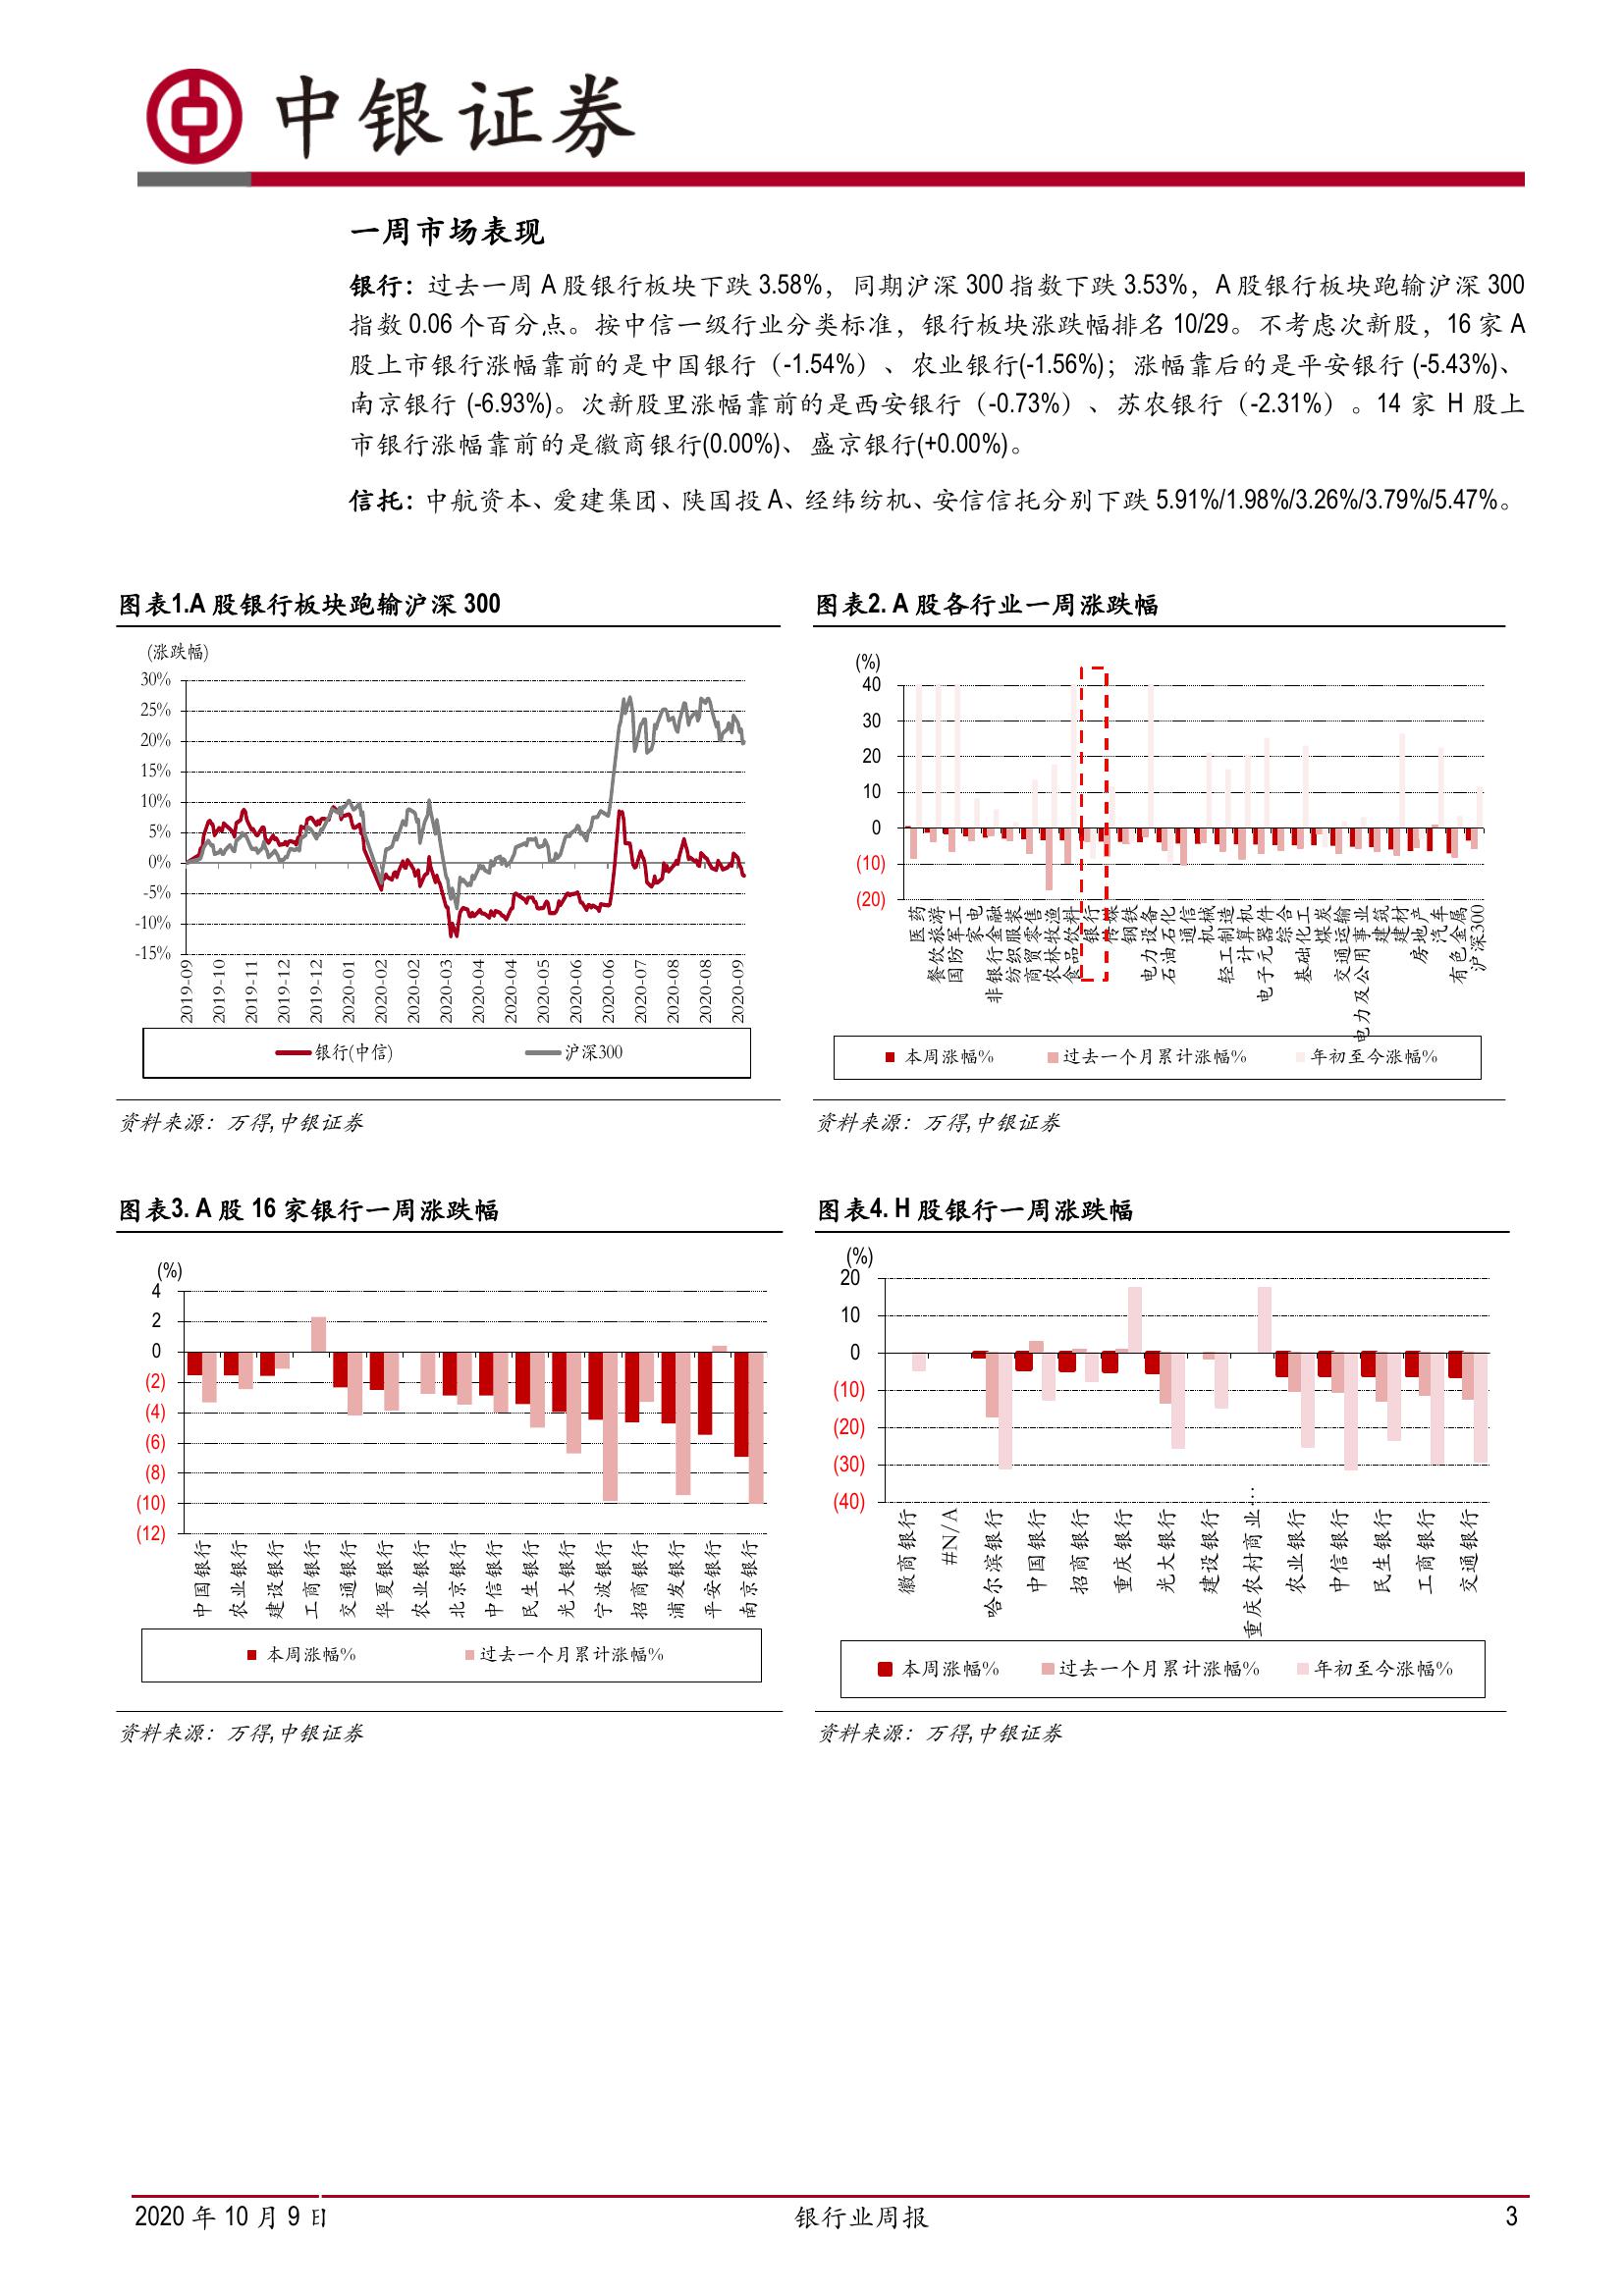 中银证券
一周市场表现
银行：过去一周 A 股银行板块下跌 3.58%，同期沪深 300 指数下跌 3.53%，A 股银行板块跑输沪深 300
指数 0.06 个百分点。按中信一级行业分类标准，银行板块涨跌幅排名 10/29。不考虑次新股，16 家 A
股上市银行涨幅靠前的是中国银行（-1.54%）、农业银行(-1.56%)；涨幅靠后的是平安银行 (-5.43%)、
南京银行 (-6.93%)。次新股里涨幅靠前的是西安银行（-0.73%）、苏农银行（-2.31%）。14 家 H 股上
市银行涨幅靠前的是徽商银行(0.00%)、盛京银行(+0.00%)。
信托：中航资本、爱建集团、陕国投 A、经纬纺机、安信信托分别下跌 5.91%/1.98%/3.26%/3.79%/5.47%。
图表1.A 股银行板块跑输沪深 300
(涨跌幅)
30%
25%
20%
15%
10%
5%
0%
-5%
-10%
-15%
2019-09
2019-10
2019-11
2019-12
2019-12
2020-01
2020-02
2020-02
2020-03
2020-04
2020-04
2020-05
2020-06
2020-06
2020-07
2020-08
2020-08
2020-09
银行(中信)
沪深300
资料来源：万得,中银证券
图表2. A 股各行业一周涨跌幅
(%)
40
30
20
10
0
(10)
(20)
医药
餐饮旅游
国防军工
家电
非银行金融
纺织服装
商贸零售
农林牧渔
食品饮料
银行
传媒
钢铁
电力设备
石油石化
通信
机械
轻工制造
计算机
电子元器件
综合
基础化工
煤炭
交通运输
电力及公用事业
建筑
建材
房地产
汽车
有色金属
沪深300
本周涨幅%
过去一个月累计涨幅%
年初至今涨幅%
资料来源：万得,中银证券
图表3. A 股 16 家银行一周涨跌幅
(%)
4
2
0
(2)
(4)
(6)
(8)
(10)
(12)
中国银行
农业银行
建设银行
工商银行
交通银行
华夏银行
农业银行
北京银行
中信银行
民生银行
光大银行
宁波银行
招商银行
浦发银行
平安银行
南京银行
本周涨幅%
过去一个月累计涨幅%
资料来源：万得,中银证券
图表4. H 股银行一周涨跌幅
(%)
20
10
0
(10)
(20)
(30)
(40)
徽商银行
#N/A
哈尔滨银行
中国银行
招商银行
重庆银行
光大银行
建设银行
重庆农村商业…
农业银行
中信银行
民生银行
工商银行
交通银行
本周涨幅%
过去一个月累计涨幅%
年初至今涨幅%
资料来源：万得,中银证券
2020 年 10 月 9 日
银行业周报
3